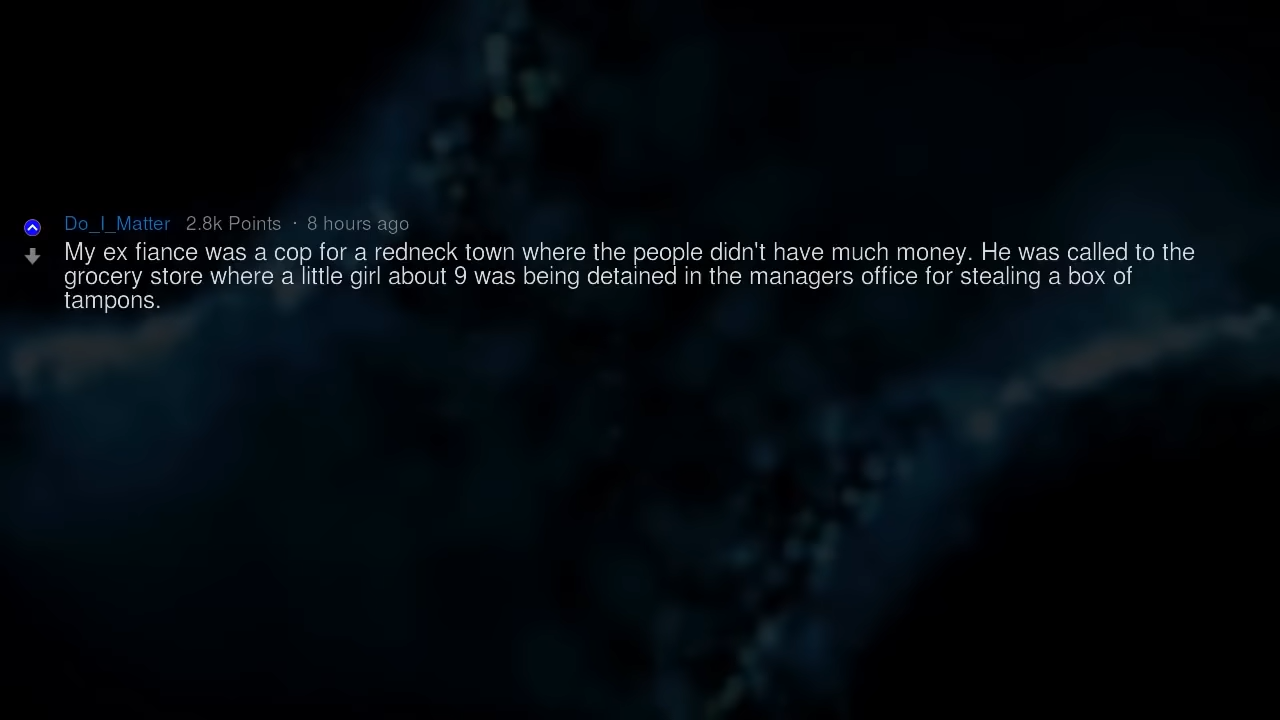 Do_I_Matter 2.8k Points · 8 hours ago
My ex fiance was a cop for a redneck town where the people didn't have much money. He was called to the
grocery store where a little girl about 9 was being detained in the managers office for stealing a box of
tampons.